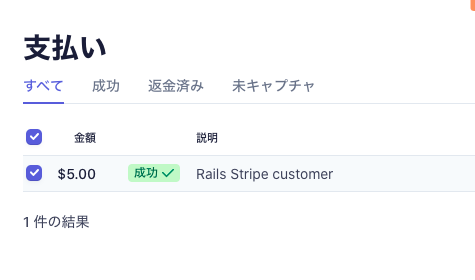 支払い
すべて 成功 返金済み 未キャプチャ
金額 説明
$5.00 成功 Rails Stripe customer
1 件の結果